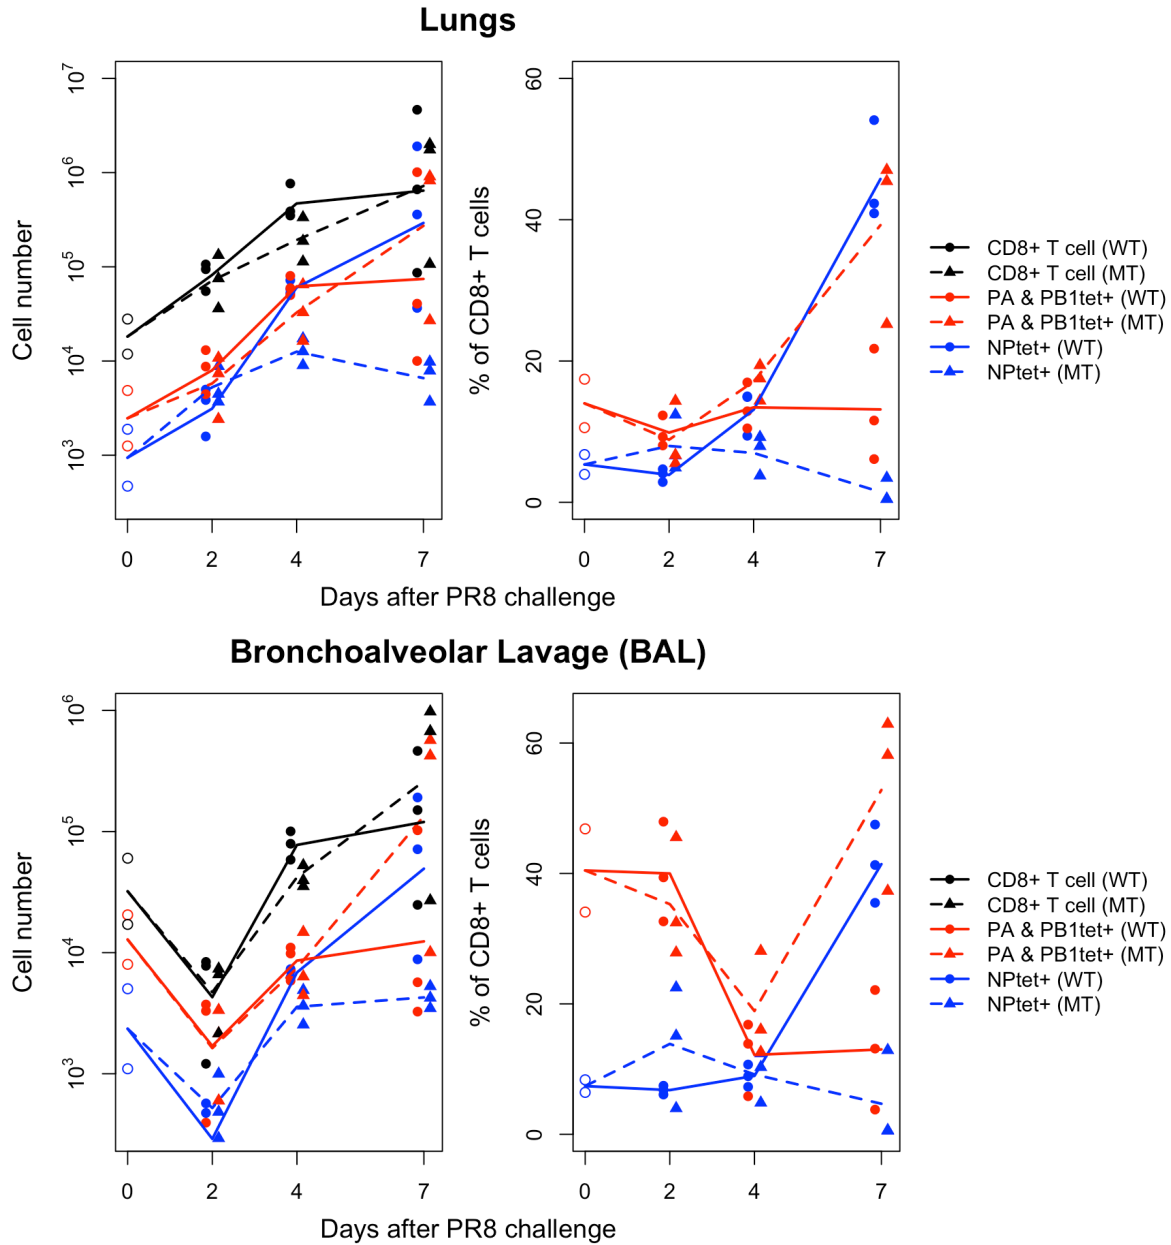 Lungs
Cell number
10^7
10^6
10^5
10^4
10^3
0 2 4 7
% of CD8+ T cells
60
40
20
0
0 2 4 7
CD8+ T cell (WT)
CD8+ T cell (MT)
PA & PB1tet+ (WT)
PA & PB1tet+ (MT)
NPtet+ (WT)
NPtet+ (MT)
Days after PR8 challenge
Bronchoalveolar Lavage (BAL)
Cell number
10^6
10^5
10^4
10^3
0 2 4 7
% of CD8+ T cells
60
40
20
0
0 2 4 7
CD8+ T cell (WT)
CD8+ T cell (MT)
PA & PB1tet+ (WT)
PA & PB1tet+ (MT)
NPtet+ (WT)
NPtet+ (MT)
Days after PR8 challenge